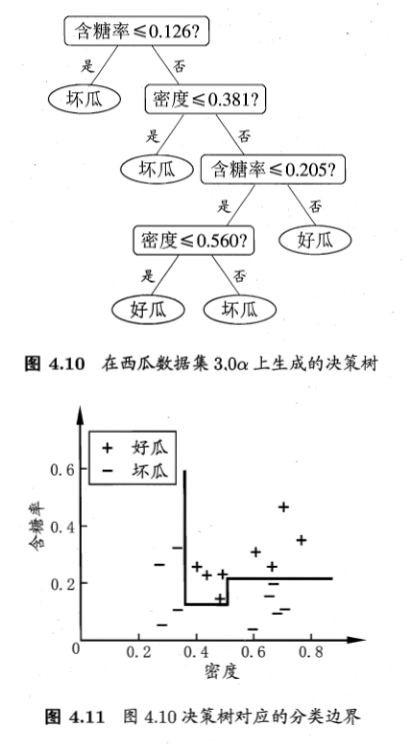 含糖率≤0.126?
是 否
坏瓜 密度≤0.381?
是 否
坏瓜 含糖率≤0.205?
是 否
密度≤0.560? 好瓜
是 否
好瓜 坏瓜
图 4.10 在西瓜数据集 3.0α 上生成的决策树
+ 好瓜
− 坏瓜
0.6
0.4
0.2
含糖率
0 0.2 0.4 0.6 0.8
密度
图 4.11 图 4.10 决策树对应的分类边界